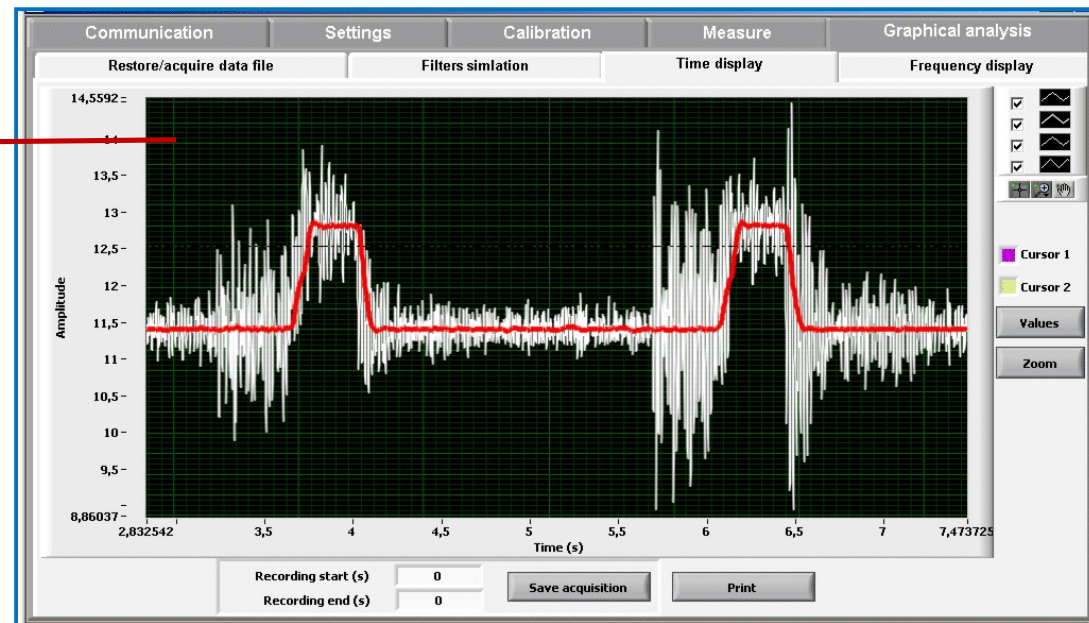 Communication Settings Calibration Measure Graphical analysis
Restore/acquire data file Filters simlation Time display Frequency display
14,5592
13,5
13
12,5
12
11,5
11
10,5
10
9,5
8,86037
Amplitude
2,832542 3,5 4 4,5 5 5,5 6 6,5 7 7,473725
Time (s)
Cursor 1
Cursor 2
Values
Zoom
Recording start (s) 0
Recording end (s) 0
Save acquisition
Print